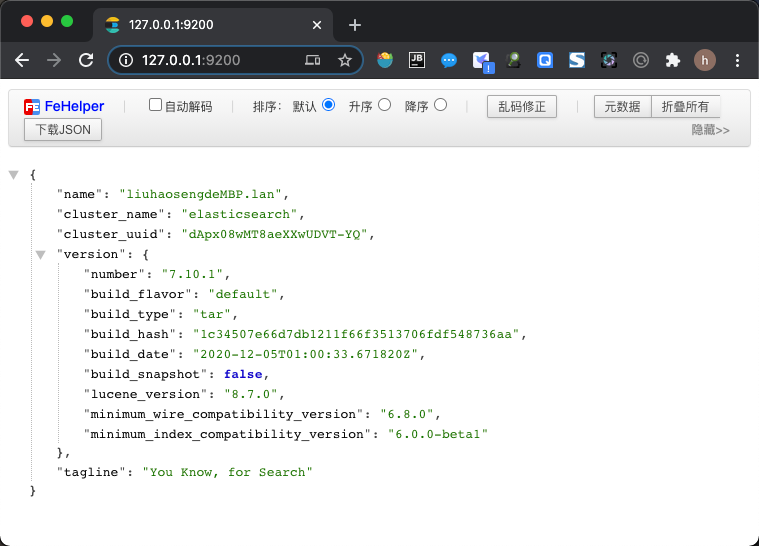 127.0.0.1:9200
127.0.0.1:9200
JB
h
FE FeHelper 自动解码 排序: 默认 升序 降序 乱码修正 元数据 折叠所有
下载JSON 隐藏>>
{
"name": "liuhaosengdeMBP.lan",
"cluster_name": "elasticsearch",
"cluster_uuid": "dApx08wMT8aeXXwUDVT-YQ",
"version": {
"number": "7.10.1",
"build_flavor": "default",
"build_type": "tar",
"build_hash": "1c34507e66d7db1211f66f3513706fdf548736aa",
"build_date": "2020-12-05T01:00:33.671820Z",
"build_snapshot": false,
"lucene_version": "8.7.0",
"minimum_wire_compatibility_version": "6.8.0",
"minimum_index_compatibility_version": "6.0.0-beta1"
},
"tagline": "You Know, for Search"
}